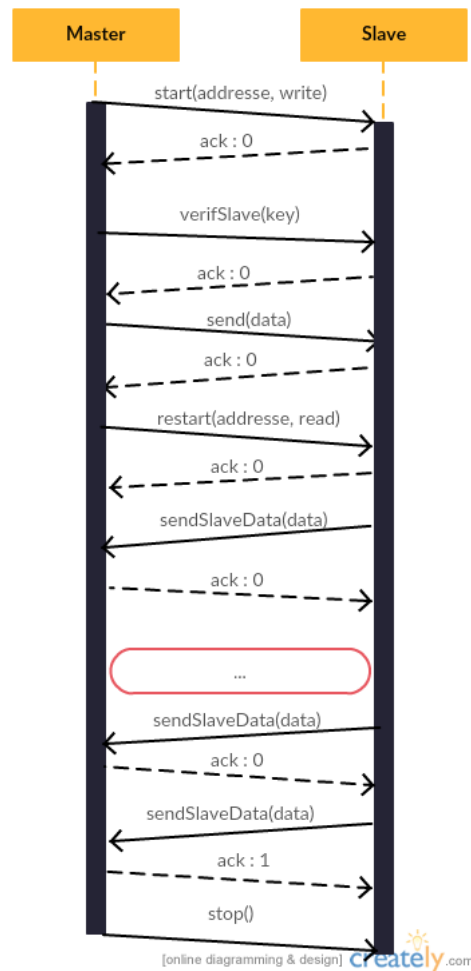 Master
Slave
start(addresse, write)
ack : 0
verifSlave(key)
ack : 0
send(data)
ack : 0
restart(addresse, read)
ack : 0
sendSlaveData(data)
ack : 0
...
sendSlaveData(data)
ack : 0
sendSlaveData(data)
ack : 1
stop()
[online diagramming & design] creately.com